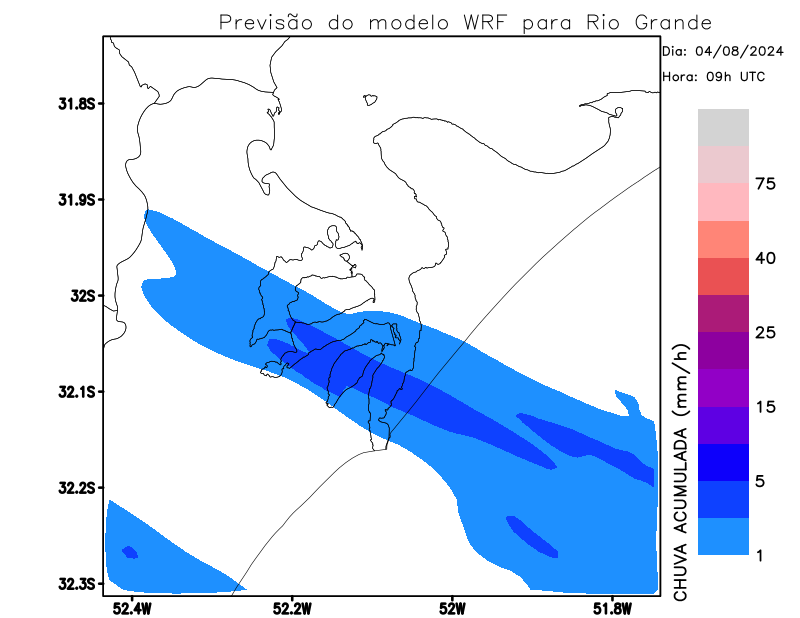 Previsão do modelo WRF para Rio Grande
Dia: 04/08/2024
Hora: 09h UTC
31.8S
31.9S
32S
32.1S
32.2S
32.3S
52.4W
52.2W
52W
51.8W
75
40
25
15
5
1
CHUVA ACUMULADA (mm/h)